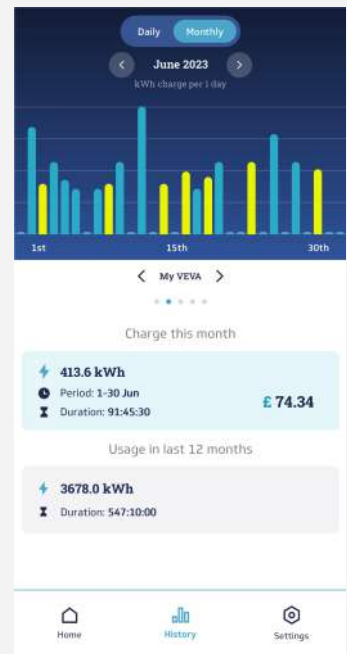 Daily Monthly
June 2023
kWh charge per 1 day
1st 15th 30th
My VEVA
Charge this month
413.6 kWh
Period: 1-30 Jun
£ 74.34
Duration: 91:45:30
Usage in last 12 months
3678.0 kWh
Duration: 547:10:00
Home History Settings